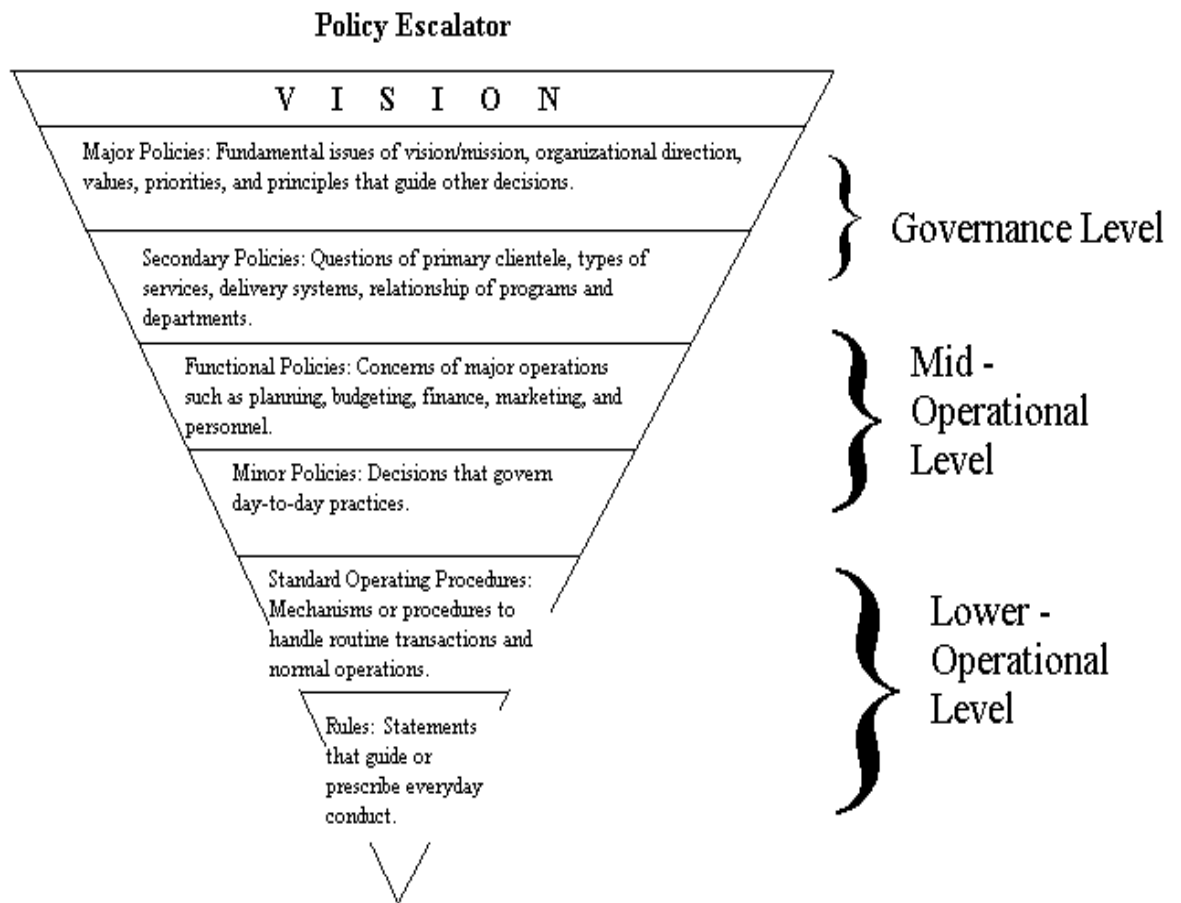 Policy Escalator
V I S I O N
Major Policies: Fundamental issues of vision/mission, organizational direction,
values, priorities, and principles that guide other decisions.
Secondary Policies: Questions of primary clientele, types of
services, delivery systems, relationship of programs and
departments.
Functional Policies: Concerns of major operations
such as planning, budgeting, finance, marketing, and
personnel.
Minor Policies: Decisions that govern
day-to-day practices.
Standard Operating Procedures:
Mechanisms or procedures to
handle routine transactions and
normal operations.
Rules: Statements
that guide or
prescribe everyday
conduct.
Governance Level
Mid -
Operational
Level
Lower -
Operational
Level